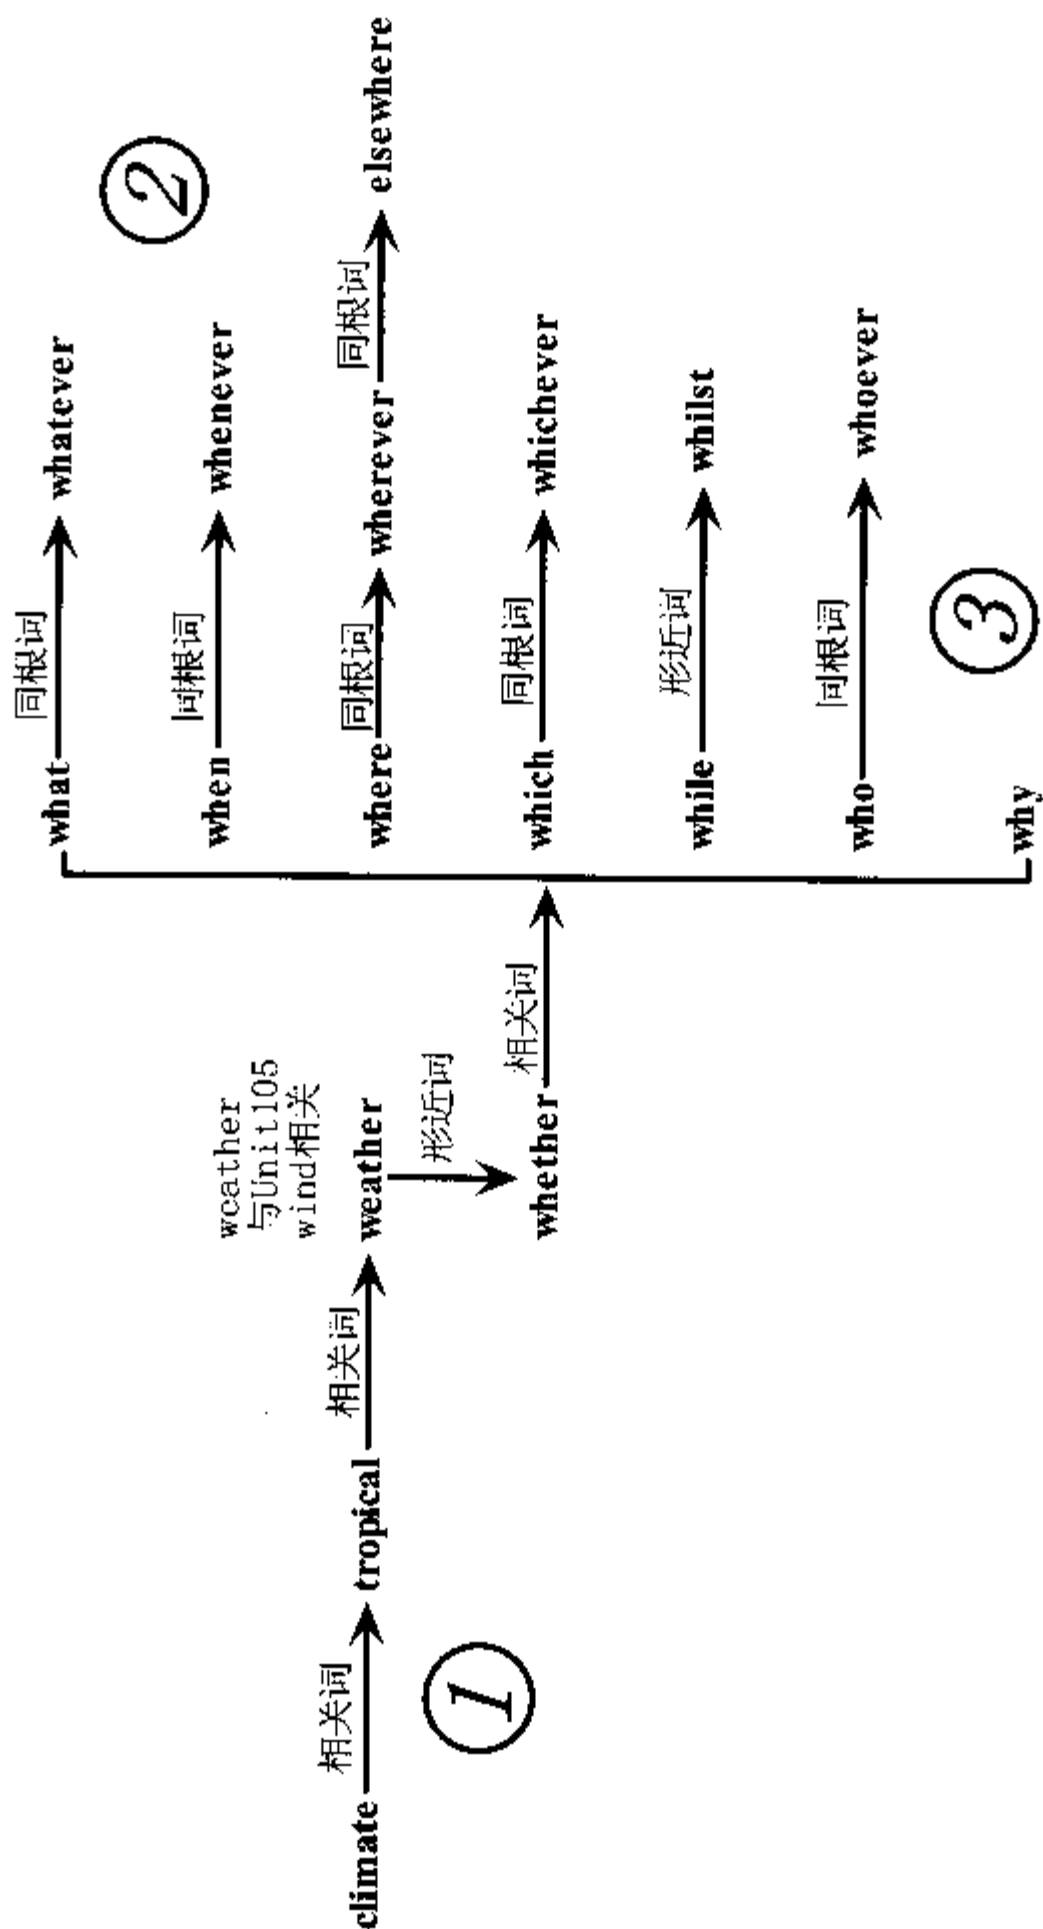 climate
相关词
tropical
相关词
weather
weather
与Unit105
wind相关
形近词
whether
相关词
①
what
同根词
whatever
②
when
同根词
whenever
where
同根词
wherever
同根词
elsewhere
which
同根词
whichever
while
形近词
whilst
who
同根词
whoever
why
③